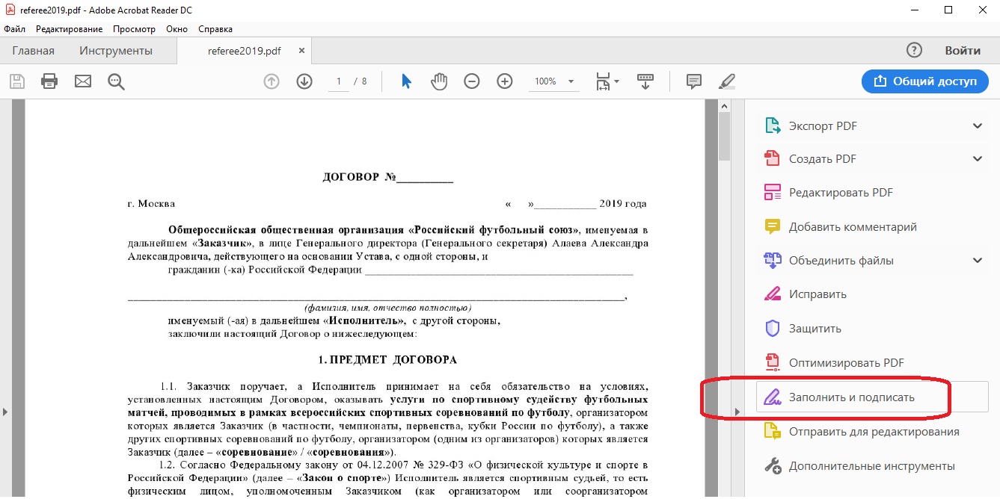 referee2019.pdf - Adobe Acrobat Reader DC
Файл Редактирование Просмотр Окно Справка
Главная Инструменты referee2019.pdf × ? Войти
1 / 8 100% Общий доступ
ДОГОВОР №__________
г. Москва « »___________ 2019 года
Общероссийская общественная организация «Российский футбольный союз», именуемая в
дальнейшем «Заказчик», в лице Генерального директора (Генерального секретаря) Алаева Александра
Александровича, действующего на основании Устава, с одной стороны, и
гражданин (-ка) Российской Федерации _______________________________________________
_______________________________________________________________________________________,
(фамилия, имя, отчество полностью)
именуемый (-ая) в дальнейшем «Исполнитель», с другой стороны,
заключили настоящий Договор о нижеследующем:
1. ПРЕДМЕТ ДОГОВОРА
1.1. Заказчик поручает, а Исполнитель принимает на себя обязательство на условиях,
установленных настоящим Договором, оказывать услуги по спортивному судейству футбольных
матчей, проводимых в рамках всероссийских спортивных соревнований по футболу, организатором
которых является Заказчик (в частности, чемпионаты, первенства, кубки России по футболу), а также
других спортивных соревнований по футболу, организатором (одним из организаторов) которых является
Заказчик (далее – «соревнование» / «соревнования»).
1.2. Согласно Федеральному закону от 04.12.2007 № 329-ФЗ «О физической культуре и спорте в
Российской Федерации» (далее – «Закон о спорте») Исполнитель является спортивным судьей, то есть
физическим лицом, уполномоченным Заказчиком (как организатором или соорганизатором
Экспорт PDF
Создать PDF
Редактировать PDF
Добавить комментарий
Объединить файлы
Исправить
Защитить
Оптимизировать PDF
Заполнить и подписать
Отправить для редактирования
Дополнительные инструменты